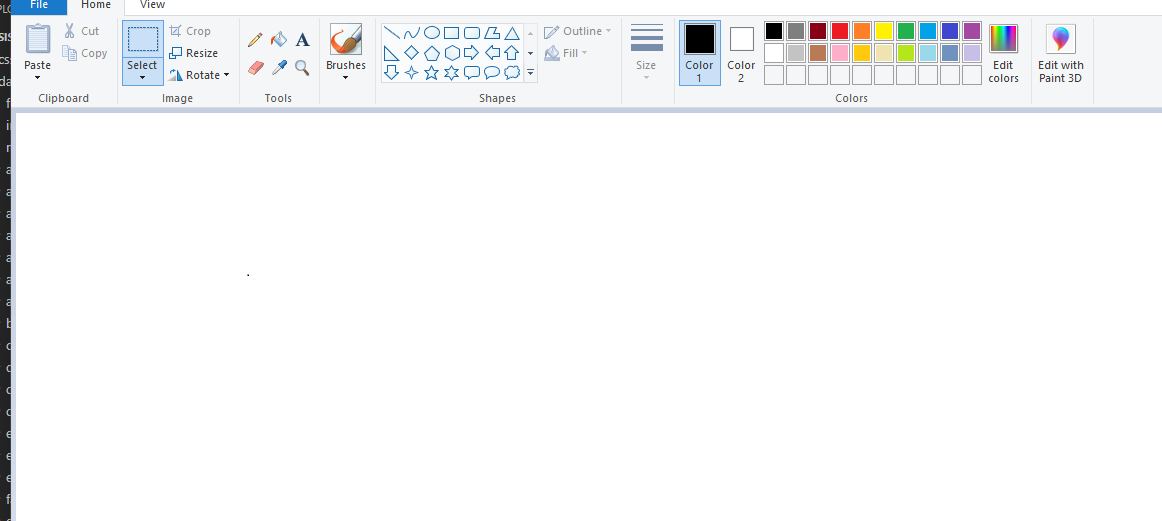 File Home View
Cut
Copy
Paste
Clipboard
Select
Crop
Resize
Rotate
Image
A
Tools
Brushes
Outline
Fill
Shapes
Size
Color
1
Color
2
Edit
colors
Colors
Edit with
Paint 3D